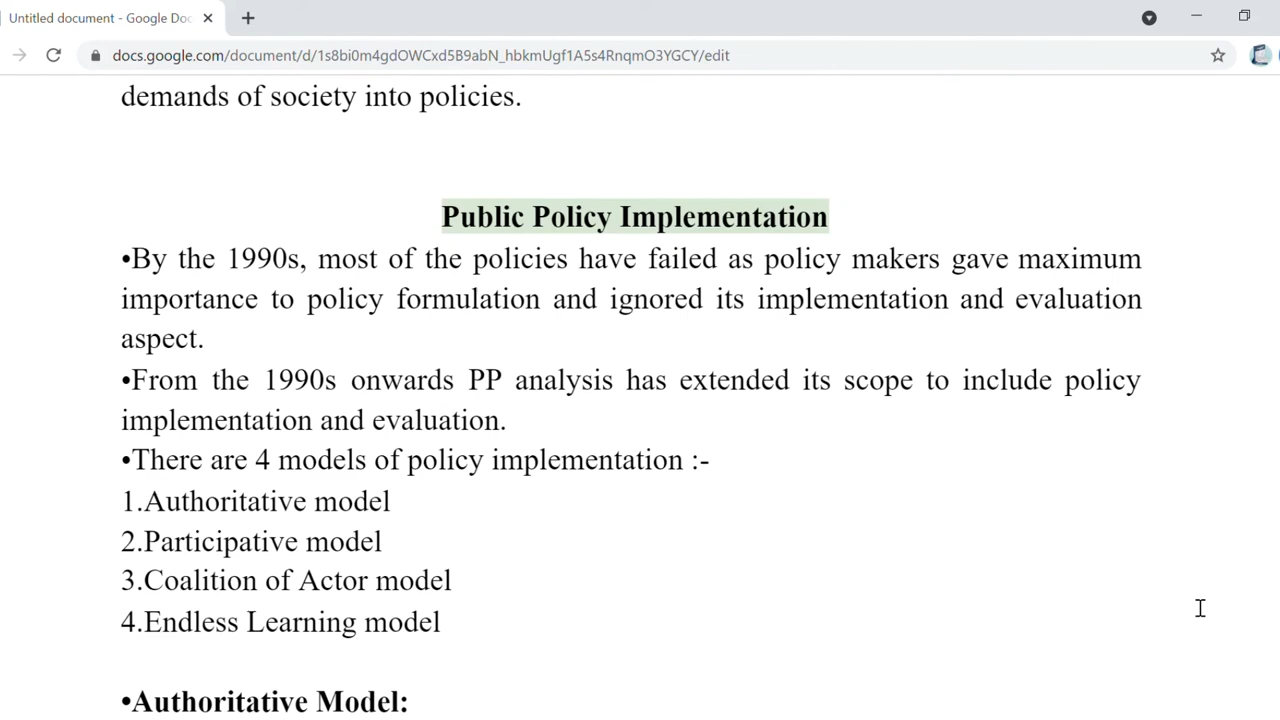 Untitled document - Google Doc
docs.google.com/document/d/1s8bi0m4gdOWCxd5B9abN_hbkmUgf1A5s4RnqmO3YGCY/edit
demands of society into policies.
Public Policy Implementation
•By the 1990s, most of the policies have failed as policy makers gave maximum
importance to policy formulation and ignored its implementation and evaluation
aspect.
•From the 1990s onwards PP analysis has extended its scope to include policy
implementation and evaluation.
•There are 4 models of policy implementation :-
1.Authoritative model
2.Participative model
3.Coalition of Actor model
4.Endless Learning model
•Authoritative Model: